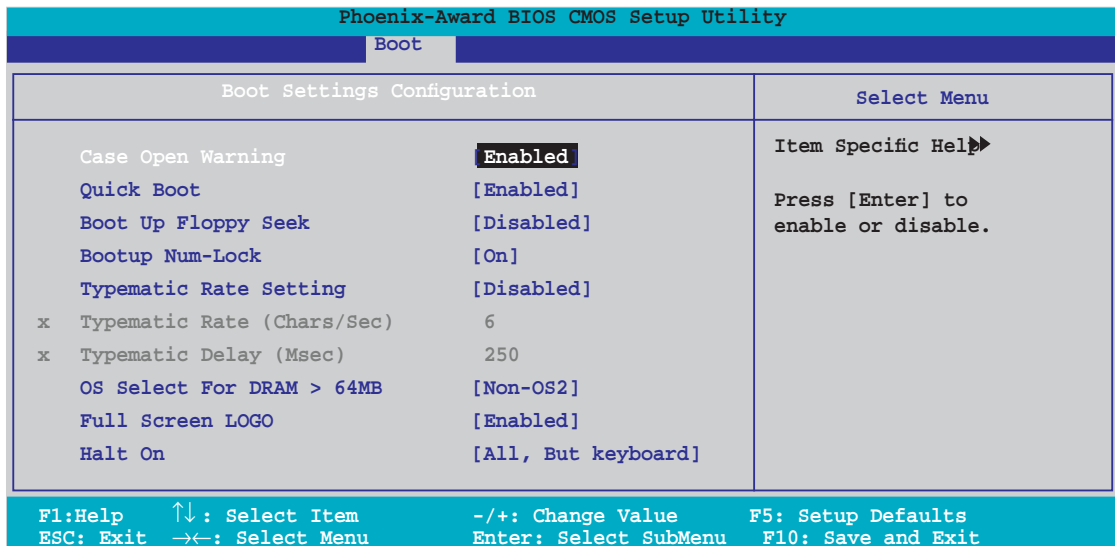 Phoenix-Award BIOS CMOS Setup Utility
Boot
Boot Settings Configuration
Select Menu
Case Open Warning [Enabled]
Quick Boot [Enabled]
Boot Up Floppy Seek [Disabled]
Bootup Num-Lock [On]
Typematic Rate Setting [Disabled]
x Typematic Rate (Chars/Sec) 6
x Typematic Delay (Msec) 250
OS Select For DRAM > 64MB [Non-OS2]
Full Screen LOGO [Enabled]
Halt On [All, But keyboard]
Item Specific Help
Press [Enter] to
enable or disable.
F1:Help ↑↓: Select Item -/+: Change Value F5: Setup Defaults
ESC: Exit →←: Select Menu Enter: Select SubMenu F10: Save and Exit